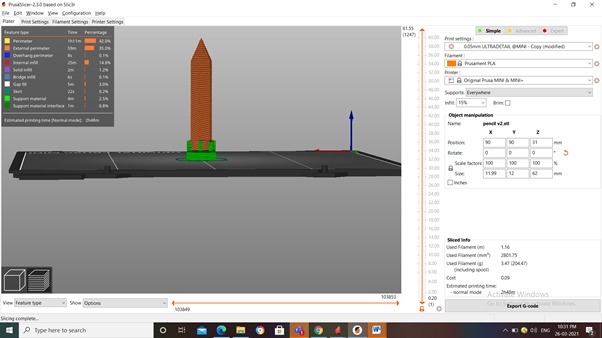 PrusaSlicer-2.3.0 based on Slic3r
File Edit Window View Configuration Help
Plater Print Settings Filament Settings Printer Settings
Feature type Time Percentage
Perimeter 1h11m 42.0%
External perimeter 59m 35.0%
Overhang perimeter 8s 0.1%
Internal infill 25m 14.8%
Solid infill 2m 1.2%
Bridge infill 6s 0.1%
Gap fill 5m 3.0%
Skirt 22s 0.2%
Support material 4m 2.5%
Support material interface 1m 0.8%
Estimated printing time [Normal mode]: 2h48m
61.55
(1247)
60.00
58.00
56.00
54.00
52.00
50.00
48.00
46.00
44.00
42.00
40.00
38.00
36.00
34.00
32.00
30.00
28.00
26.00
24.00
22.00
20.00
18.00
16.00
14.00
12.00
10.00
8.00
6.00
4.00
2.00
0.20
(1)
Simple Advanced Expert
Print settings :
0.05mm ULTRADETAIL @MINI - Copy (modified)
Filament :
Prusament PLA
Printer :
Original Prusa MINI & MINI+
Supports: Everywhere
Infill: 15% Brim:
Object manipulation
Name: pencil v2.stl
X Y Z
Position: 90 90 31 mm
Rotate: 0 0 0 °
Scale factors: 100 100 100 %
Size: 11.99 12 62 mm
Inches
Sliced Info
Used Filament (m) 1.16
Used Filament (mm³) 2801.75
Used Filament (g) 3.47 (204.47)
(including spool)
Cost 0.09
Estimated printing time:
- normal mode 2h48m
Activate Windows
Export G-code
View Feature type Show Options
103853
103849
Slicing complete...
Type here to search
ENG
10:31 PM
26-03-2021